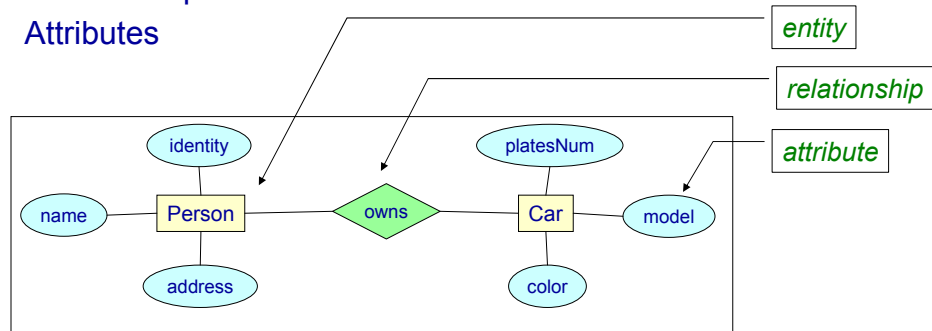 Attributes
entity
relationship
attribute
identity
platesNum
name
Person
owns
Car
model
address
color